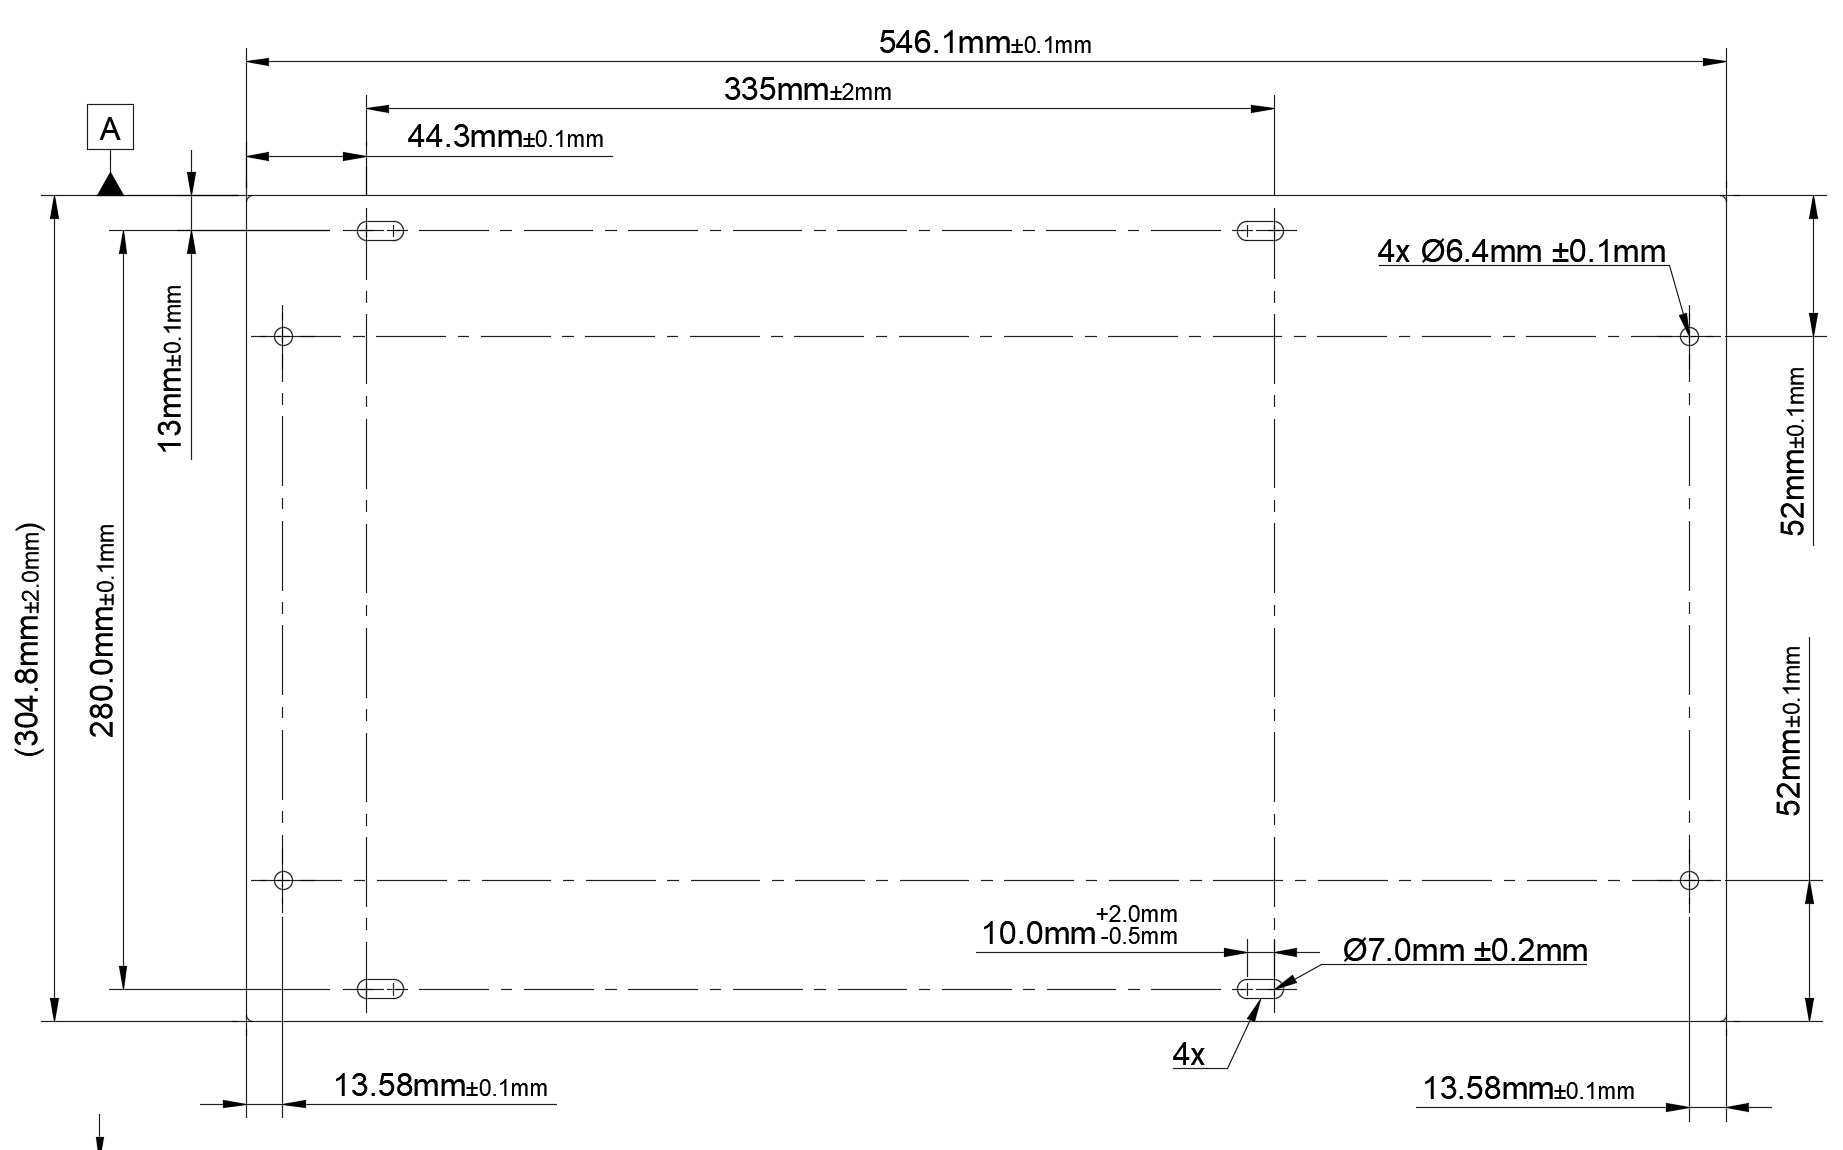 546.1mm±0.1mm
335mm±2mm
44.3mm±0.1mm
A
4x Ø6.4mm ±0.1mm
13mm±0.1mm
52mm±0.1mm
(304.8mm±2.0mm)
280.0mm±0.1mm
52mm±0.1mm
10.0mm +2.0mm
-0.5mm
Ø7.0mm ±0.2mm
4x
13.58mm±0.1mm
13.58mm±0.1mm